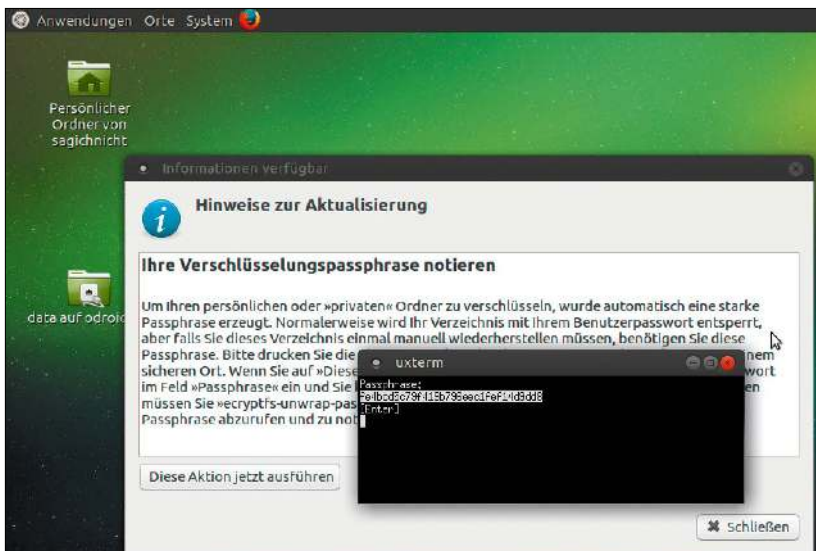 Anwendungen Orte System
Persönlicher
Ordner von
sagichnicht
data auf odroid
Informationen verfügbar
Hinweise zur Aktualisierung
Ihre Verschlüsselungspassphrase notieren
Um Ihren persönlichen oder »privaten« Ordner zu verschlüseln, wurde automatisch eine starke
Passphrase erzeugt. Normalerweise wird Ihr Verzeichnis mit Ihrem Benutzerpasswort entsperrt,
aber falls Sie dieses Verzeichnis einmal manuell wiederherstellen müssen, benötigen Sie diese
Passphrase. Bitte drucken Sie die
sicheren Ort. Wenn Sie auf »Diese
im Feld »Passphrase« ein und Sie
müssen Sie »ecryptfs-unwrap-pas
Passphrase abzurufen und zu not
uxterm
Passphrase:
[Enter]
Diese Aktion jetzt ausführen
Schließen